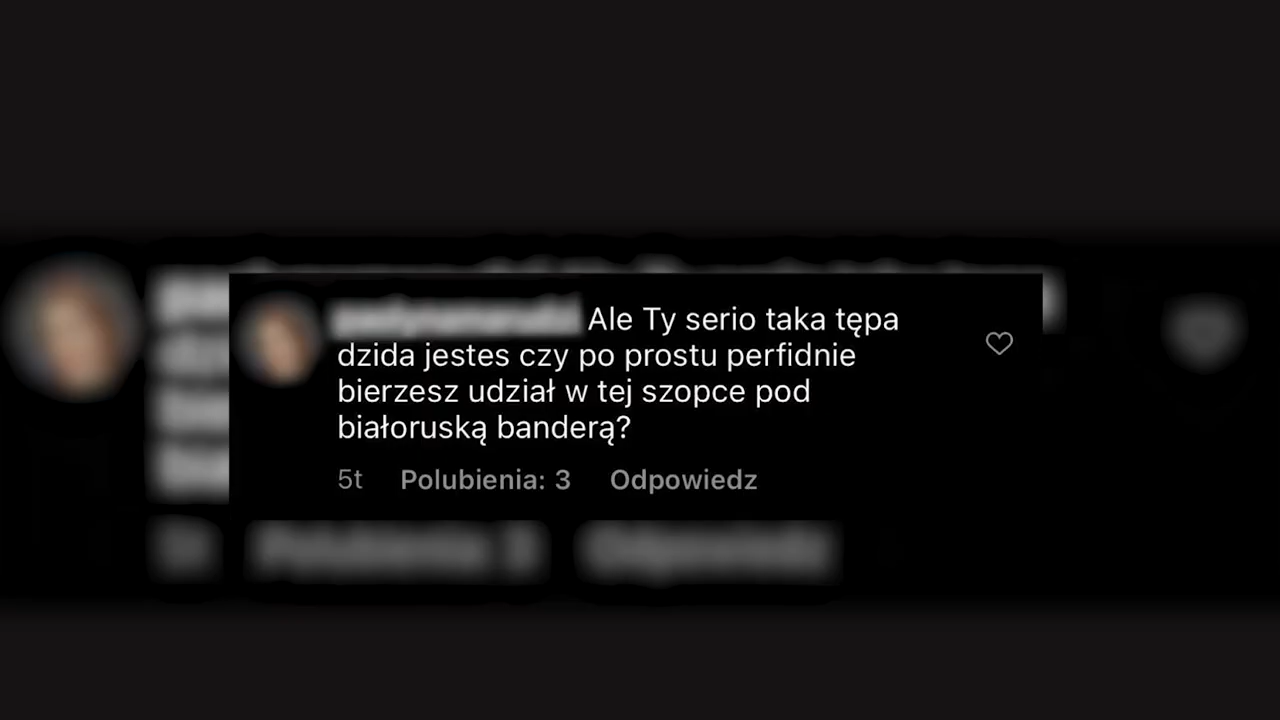 Ale Ty serio taka tępa
dzida jestes czy po prostu perfidnie
bierzesz udział w tej szopce pod
białoruską banderą?
5t Polubienia: 3 Odpowiedz